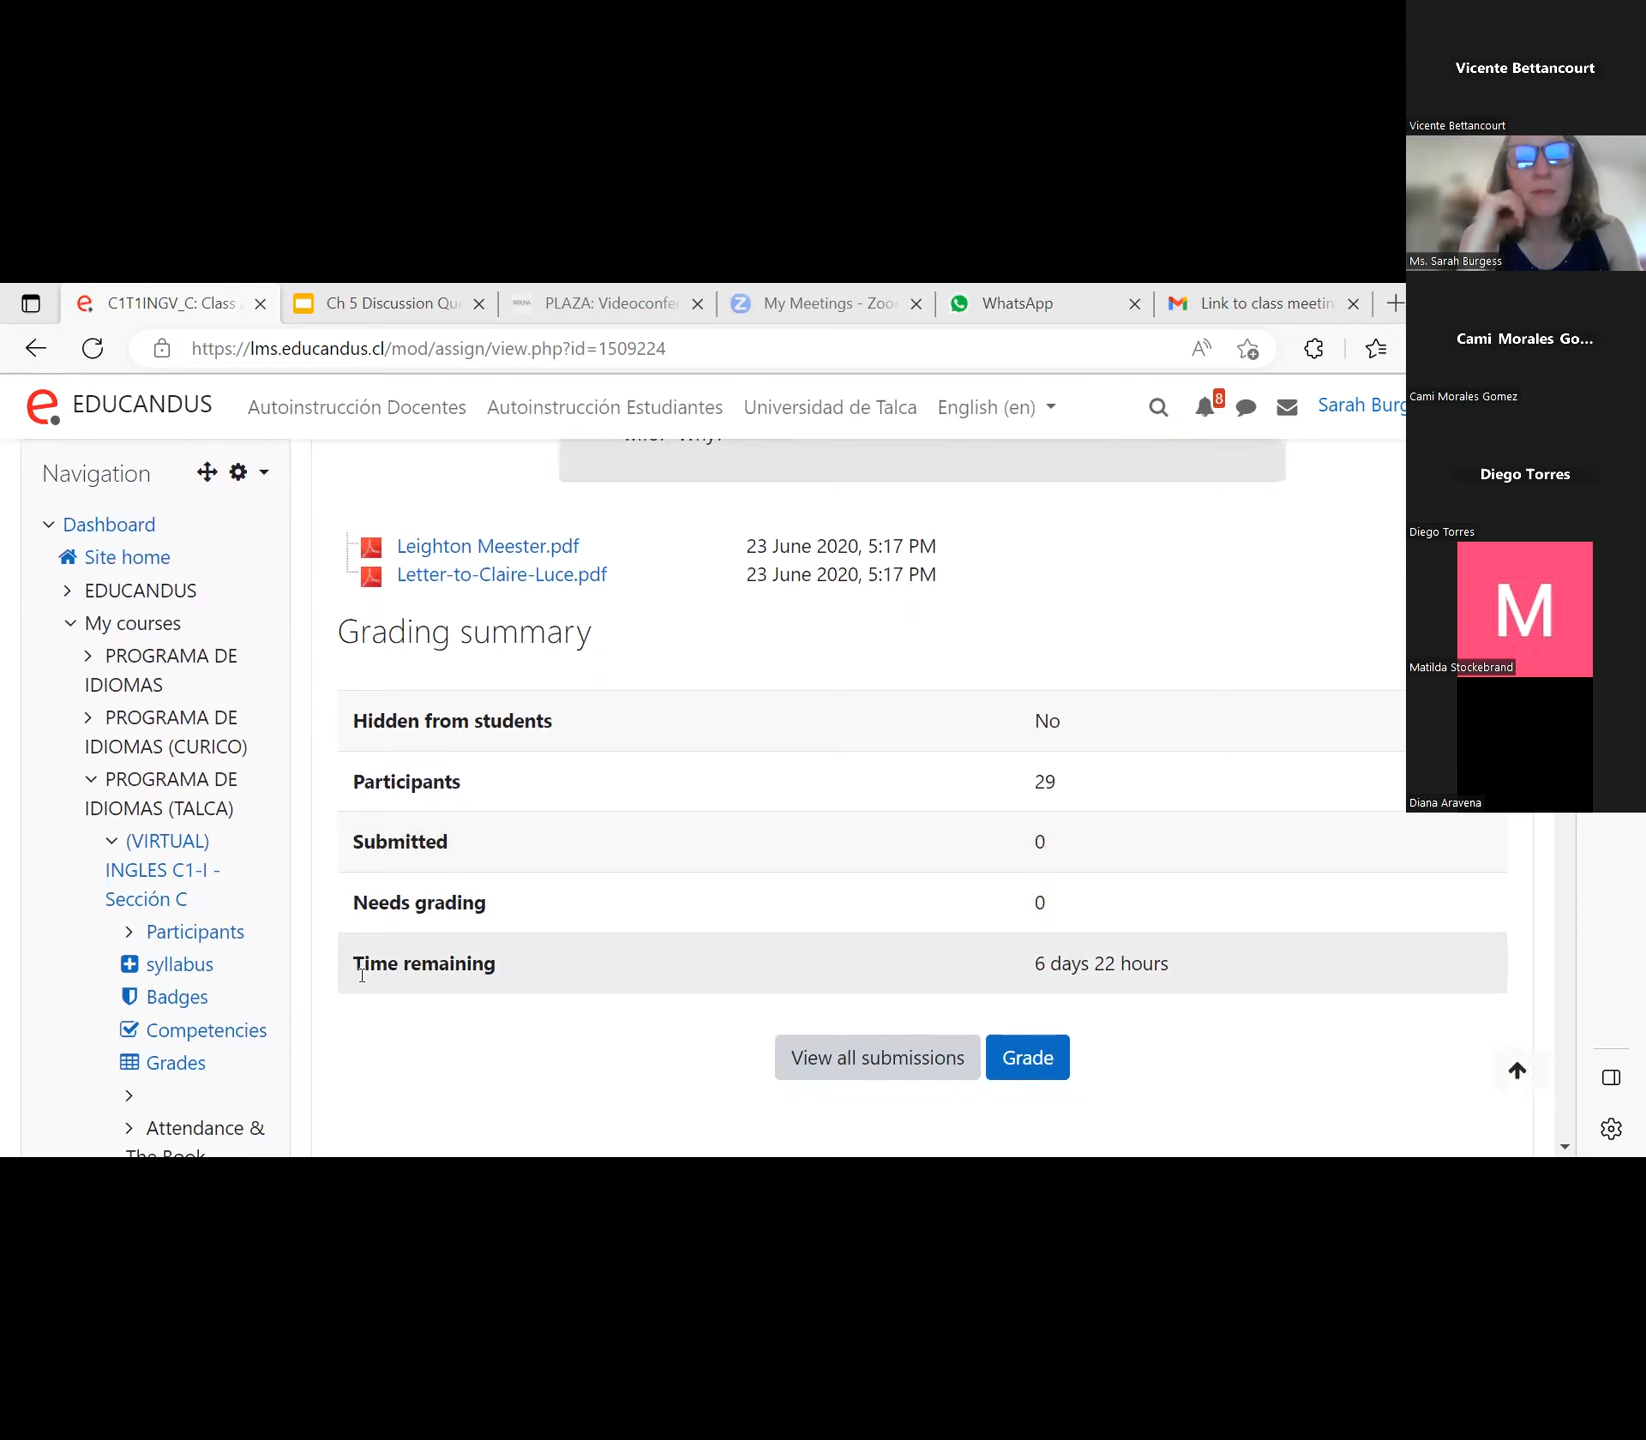 Vicente Bettancourt
Vicente Bettancourt
Ms. Sarah Burgess
C1T1INGV_C: Class
Ch 5 Discussion Qu
PLAZA: Videoconfe
My Meetings - Zoo
WhatsApp
Link to class meetin
https://lms.educandus.cl/mod/assign/view.php?id=1509224
Cami Morales Go...
Cami Morales Gomez
EDUCANDUS
Autoinstrucción Docentes
Autoinstrucción Estudiantes
Universidad de Talca
English (en)
8
Sarah Burg
Diego Torres
Diego Torres
M
Matilda Stockebrand
Diana Aravena
Navigation
Dashboard
Site home
EDUCANDUS
My courses
PROGRAMA DE
IDIOMAS
PROGRAMA DE
IDIOMAS (CURICO)
PROGRAMA DE
IDIOMAS (TALCA)
(VIRTUAL)
INGLES C1-I -
Sección C
Participants
syllabus
Badges
Competencies
Grades
Attendance &
The Book
Leighton Meester.pdf 23 June 2020, 5:17 PM
Letter-to-Claire-Luce.pdf 23 June 2020, 5:17 PM
Grading summary
Hidden from students No
Participants 29
Submitted 0
Needs grading 0
Time remaining 6 days 22 hours
View all submissions
Grade